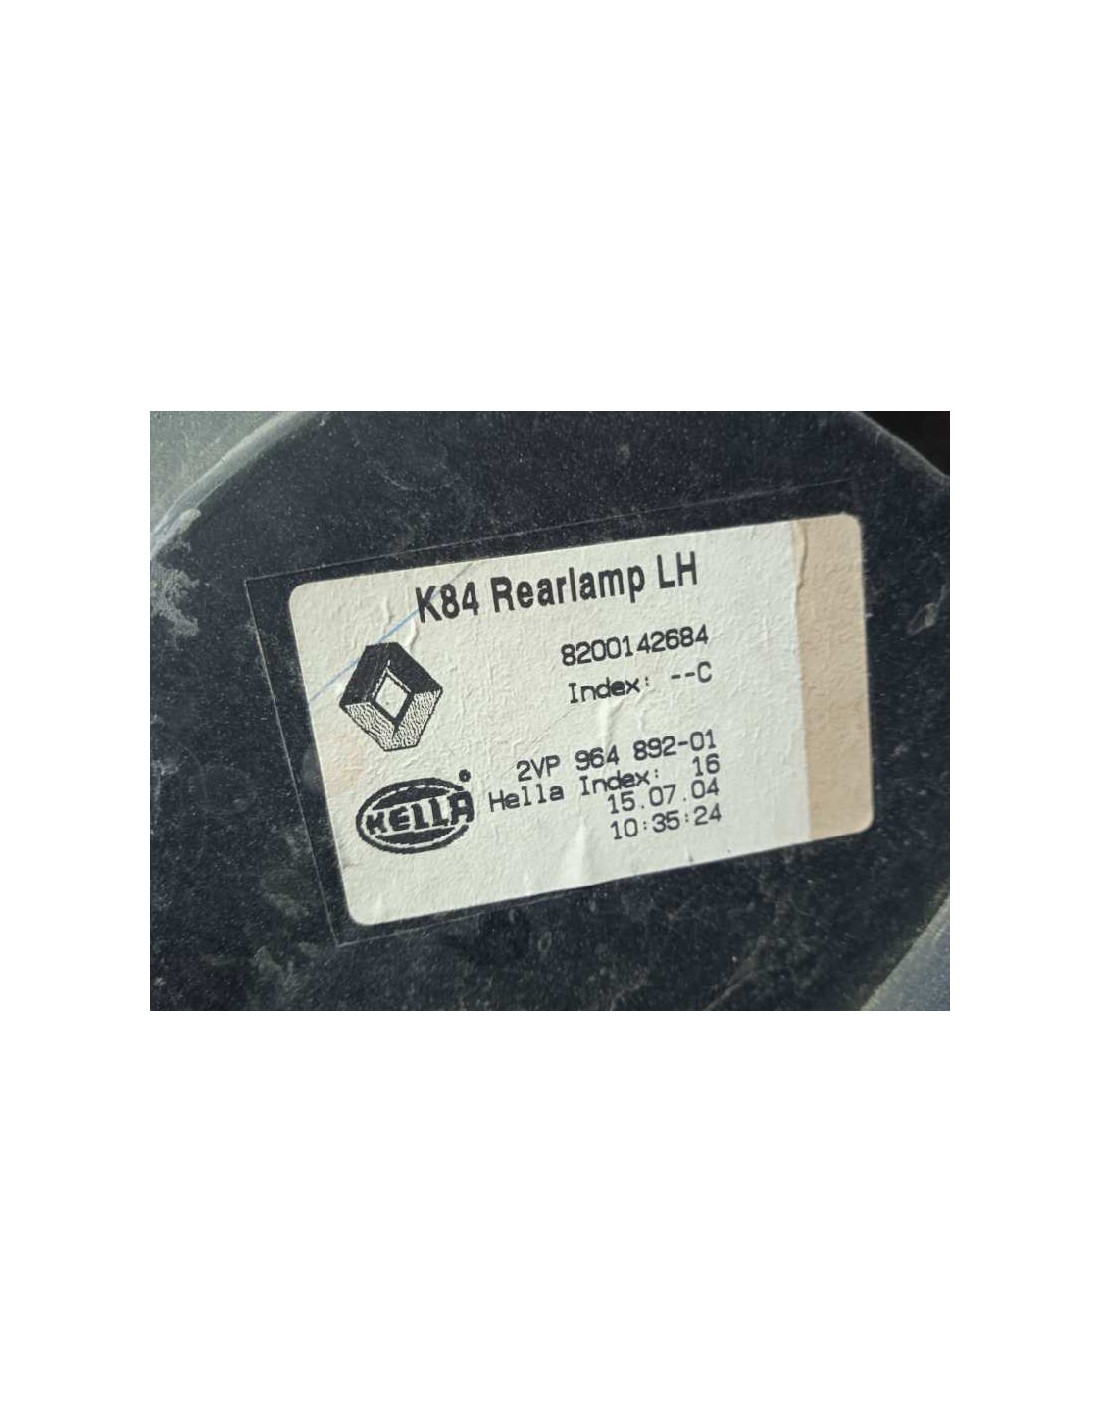 K84 Rearlamp LH
8200142684
Index: --C
2VP 964 892-01
Hella Index: 16
15.07.04
10:35:24
HELLA